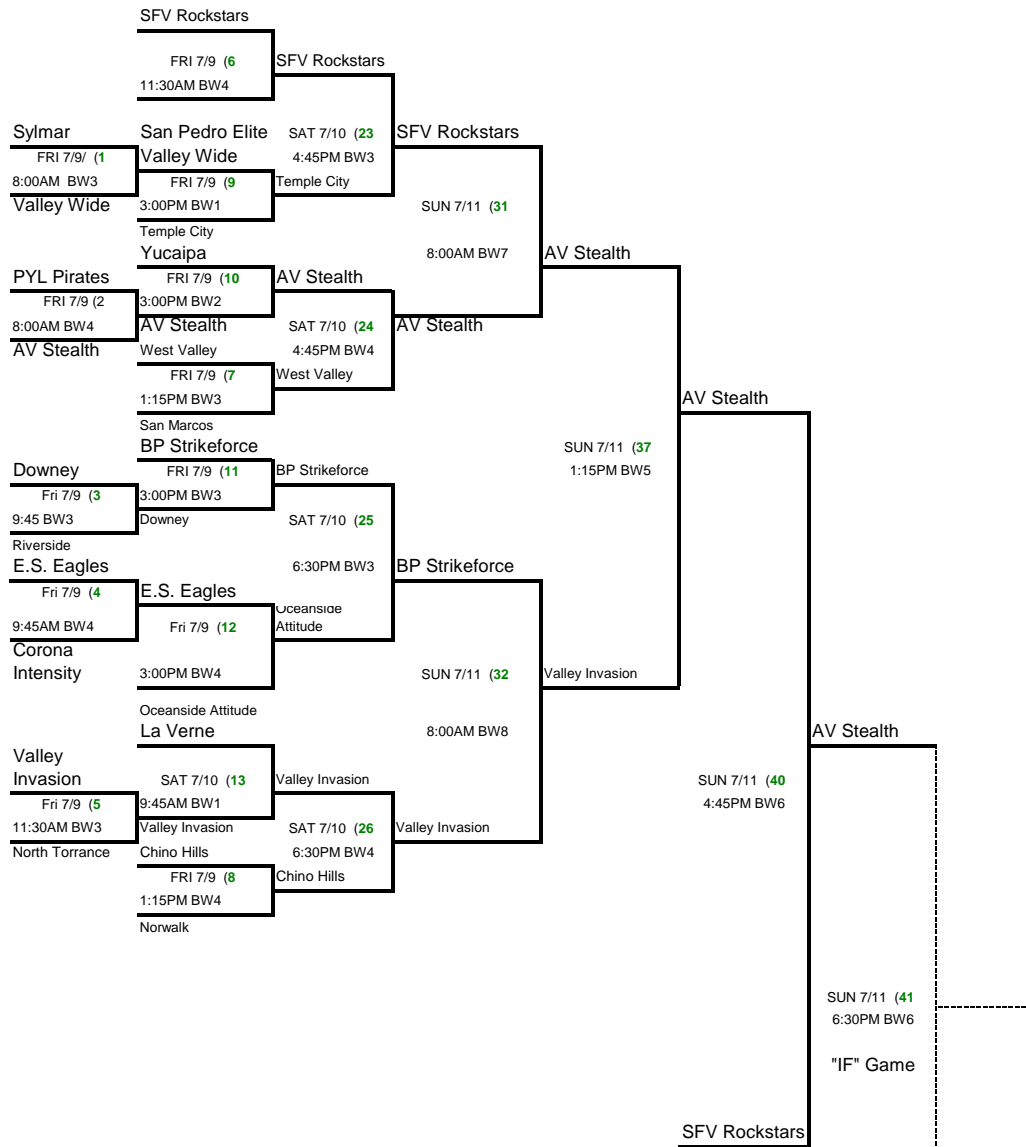 SFV Rockstars
FRI 7/9 (6
SFV Rockstars
11:30AM BW4
Sylmar
San Pedro Elite
SAT 7/10 (23
SFV Rockstars
FRI 7/9/ (1
Valley Wide
4:45PM BW3
8:00AM BW3
FRI 7/9 (9
Temple City
Valley Wide
3:00PM BW1
SUN 7/11 (31
Temple City
Yucaipa
8:00AM BW7
AV Stealth
PYL Pirates
FRI 7/9 (10
AV Stealth
FRI 7/9 (2
3:00PM BW2
8:00AM BW4
AV Stealth
SAT 7/10 (24
AV Stealth
AV Stealth
West Valley
4:45PM BW4
FRI 7/9 (7
West Valley
1:15PM BW3
AV Stealth
San Marcos
BP Strikeforce
SUN 7/11 (37
Downey
FRI 7/9 (11
BP Strikeforce
1:15PM BW5
Fri 7/9 (3
3:00PM BW3
9:45 BW3
Downey
SAT 7/10 (25
Riverside
E.S. Eagles
6:30PM BW3
BP Strikeforce
Fri 7/9 (4
E.S. Eagles
Oceanside
9:45AM BW4
Fri 7/9 (12
Attitude
Corona
Intensity
3:00PM BW4
SUN 7/11 (32
Valley Invasion
Oceanside Attitude
La Verne
8:00AM BW8
AV Stealth
Valley
Invasion
SAT 7/10 (13
Valley Invasion
SUN 7/11 (40
Fri 7/9 (5
9:45AM BW1
4:45PM BW6
11:30AM BW3
Valley Invasion
SAT 7/10 (26
Valley Invasion
North Torrance
Chino Hills
6:30PM BW4
FRI 7/9 (8
Chino Hills
1:15PM BW4
Norwalk
SUN 7/11 (41
6:30PM BW6
"IF" Game
SFV Rockstars